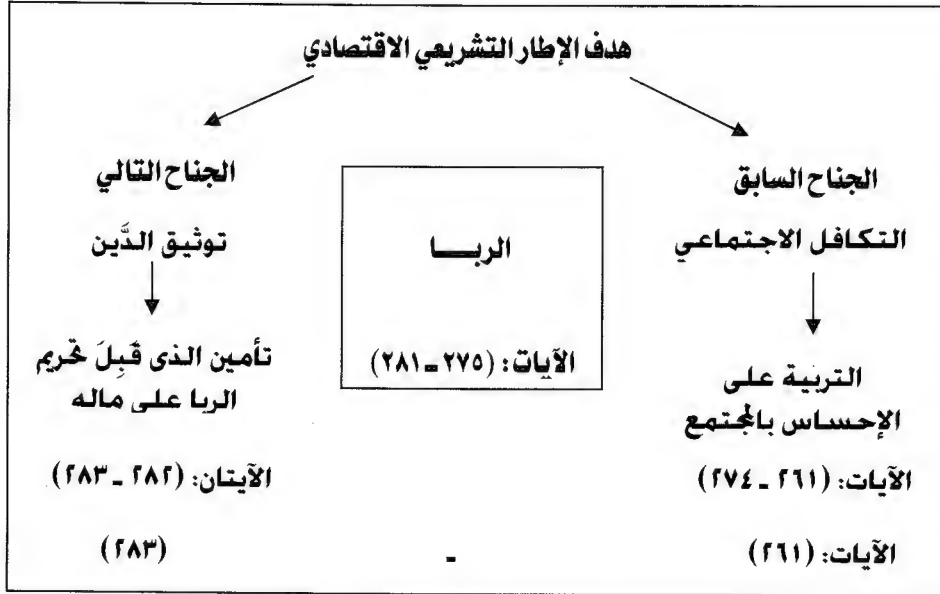 هدف الإطار التشريعي الاقتصادي
الجناح السابق
التكافل الاجتماعي
التربية على
الإحساس بالمجتمع
الآيات: (٢٦١ ـ ٢٧٤)
الآيات: (٢٦١)
الربـــا
الآيات: (٢٧٥ ـ ٢٨١)
ـ
الجناح التالي
توثيق الدَّين
تأمين الذى قَبِلَ تحريم
الربا على ماله
الآيتان: (٢٨٢ ـ ٢٨٣)
(٢٨٣)